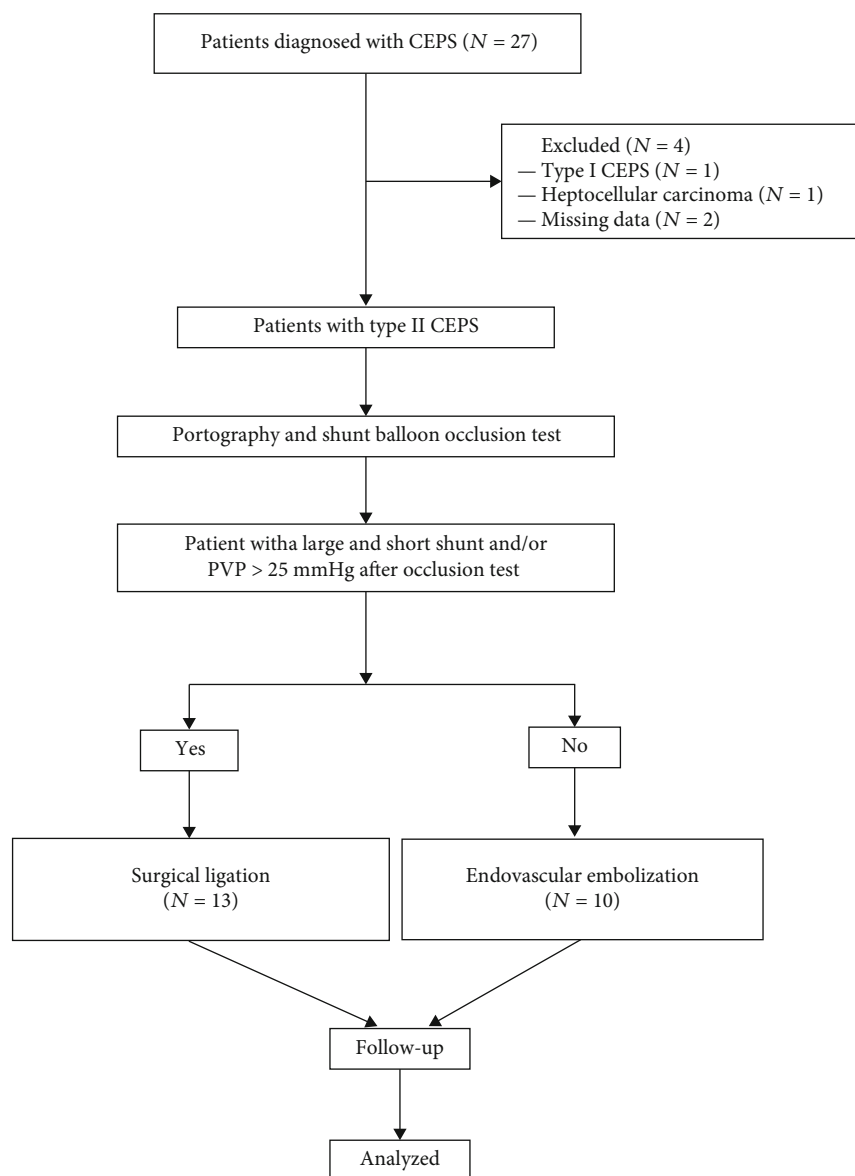 Patients diagnosed with CEPS (N = 27)
Excluded (N = 4)
— Type I CEPS (N = 1)
— Heptocellular carcinoma (N = 1)
— Missing data (N = 2)
Patients with type II CEPS
Portography and shunt balloon occlusion test
Patient witha large and short shunt and/or
PVP > 25 mmHg after occlusion test
Yes
No
Surgical ligation
(N = 13)
Endovascular embolization
(N = 10)
Follow-up
Analyzed